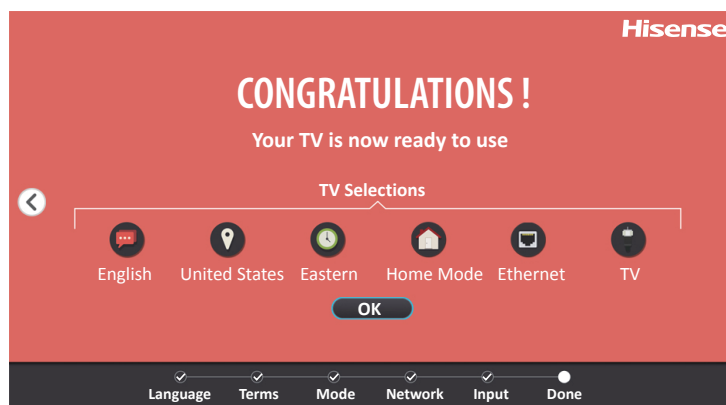 Hisense
CONGRATULATIONS !
Your TV is now ready to use
TV Selections
English United States Eastern Home Mode Ethernet TV
OK
Language Terms Mode Network Input Done